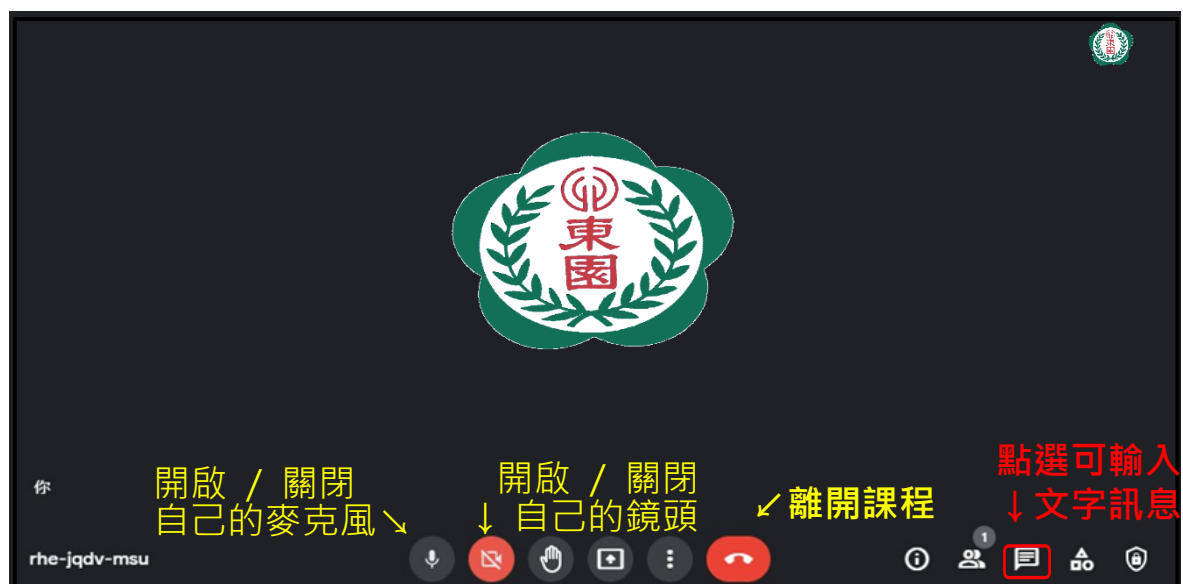 東
園
你
開啟 / 關閉
自己的麥克風↘
開啟 / 關閉
↓ 自己的鏡頭
↙離開課程
點選可輸入
↓文字訊息
rhe-jqdv-msu
1